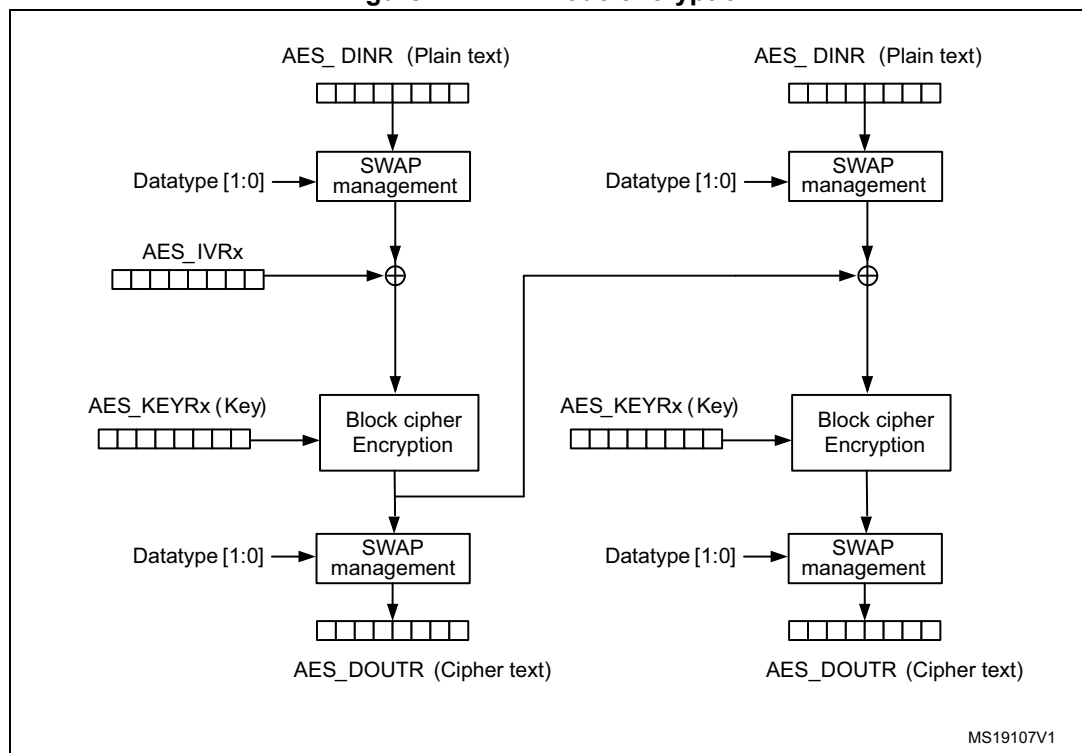 AES_ DINR (Plain text)
AES_ DINR (Plain text)
SWAP
management
Datatype [1:0]
SWAP
management
Datatype [1:0]
AES_IVRx
AES_KEYRx (Key)
Block cipher
Encryption
AES_KEYRx (Key)
Block cipher
Encryption
Datatype [1:0]
SWAP
management
Datatype [1:0]
SWAP
management
AES_DOUTR (Cipher text)
AES_DOUTR (Cipher text)
MS19107V1